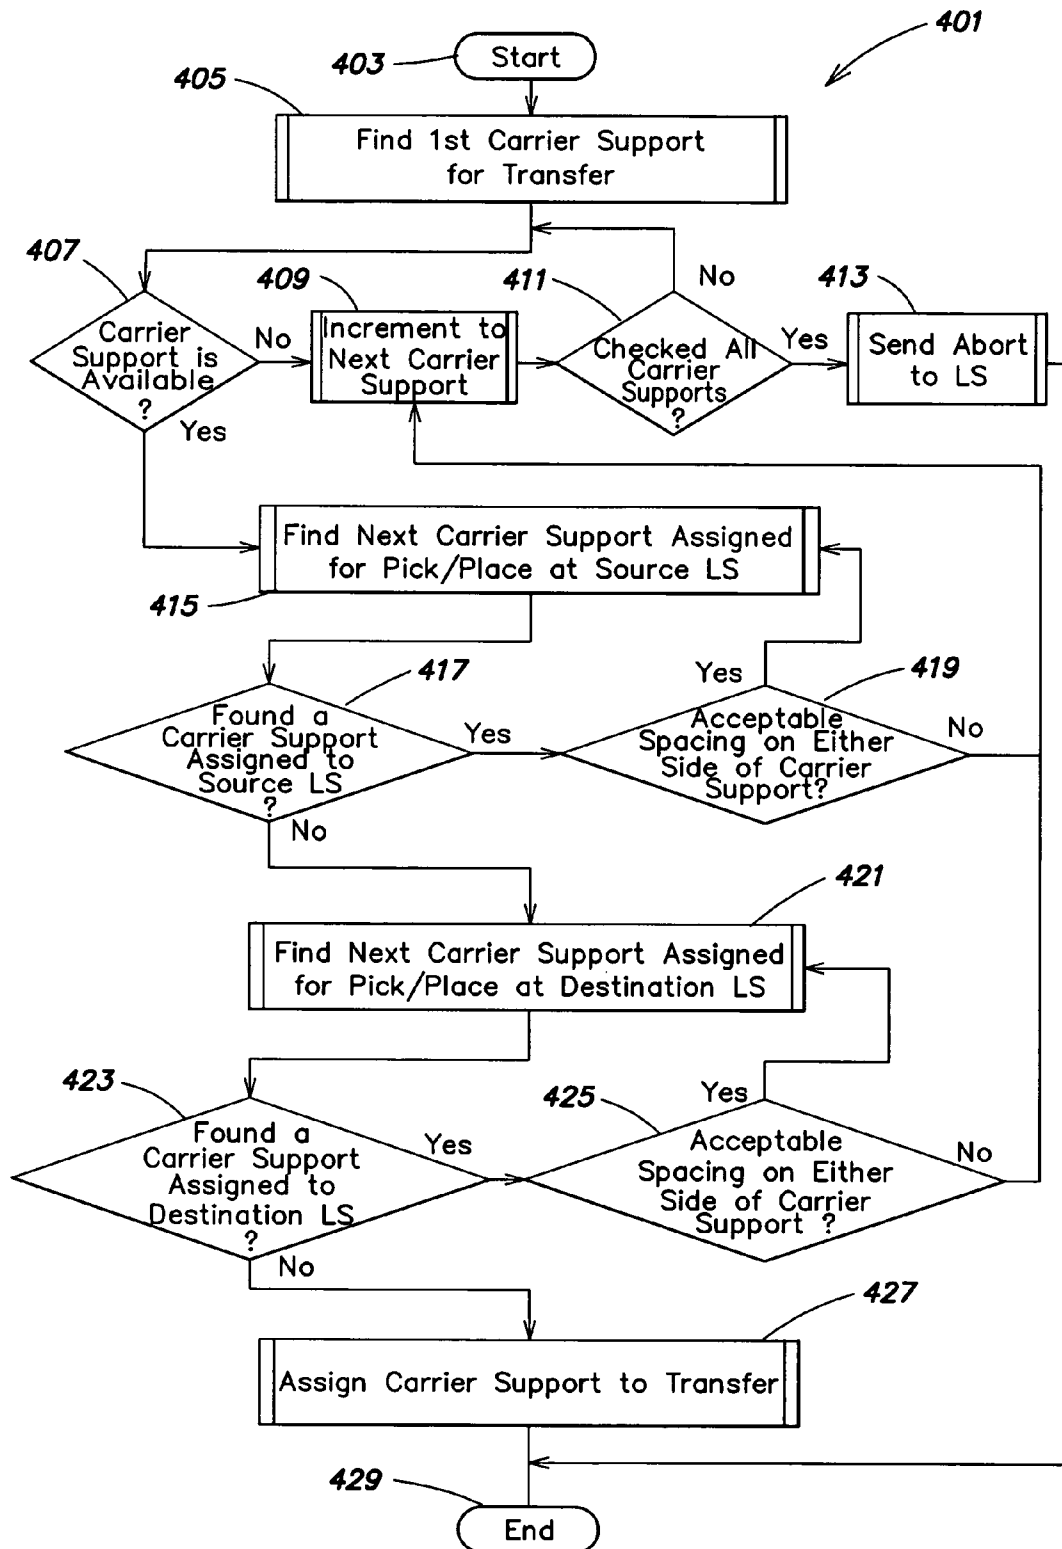 401
403
Start
405
Find 1st Carrier Support
for Transfer
407
409
411
No
413
Carrier
Support is
Available
?
No
Increment to
Next Carrier
Support
Checked All
Carrier
Supports
?
Yes
Send Abort
to LS
Yes
Find Next Carrier Support Assigned
for Pick/Place at Source LS
415
417
Yes
419
Found a
Carrier Support
Assigned to
Source LS
?
Yes
Acceptable
Spacing on Either
Side of Carrier
Support?
No
No
421
Find Next Carrier Support Assigned
for Pick/Place at Destination LS
423
425
Yes
Found a
Carrier Support
Assigned to
Destination LS
?
Yes
Acceptable
Spacing on Either
Side of Carrier
Support ?
No
No
427
Assign Carrier Support to Transfer
429
End